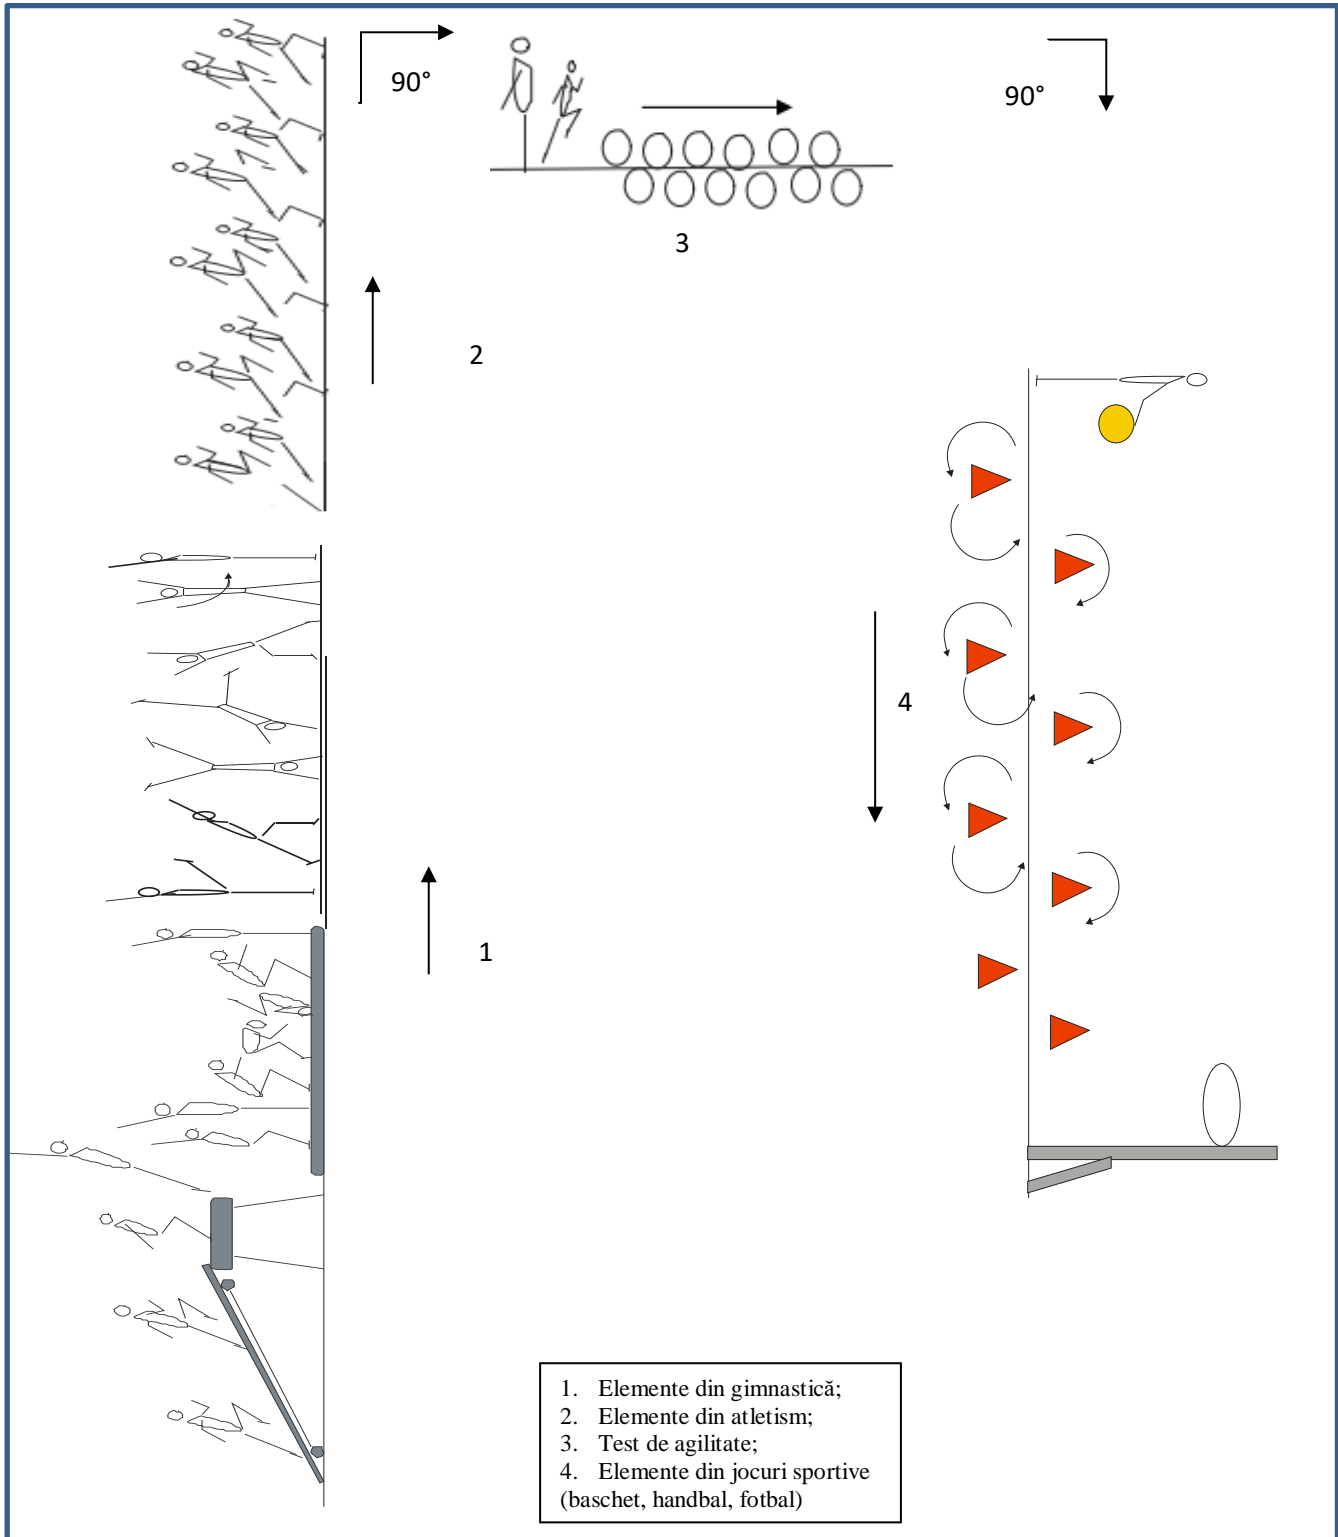 90°
90°
3
2
4
1
1. Elemente din gimnastică;
2. Elemente din atletism;
3. Test de agilitate;
4. Elemente din jocuri sportive
(baschet, handbal, fotbal)